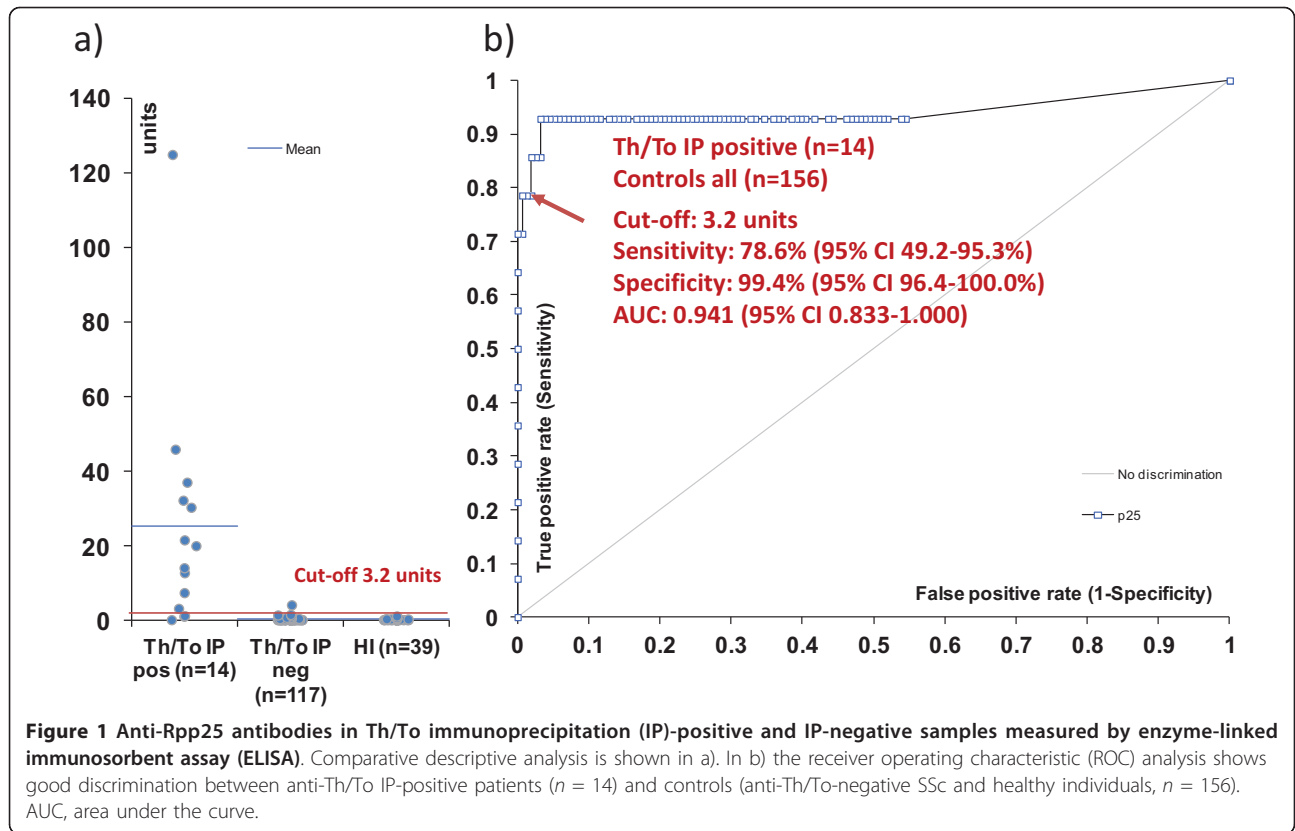 a)
units
Mean
140
120
100
80
60
40
20
0
Cut-off 3.2 units
Th/To IP
pos (n=14)
Th/To IP
neg
(n=117)
HI (n=39)
b)
1
0.9
0.8
0.7
0.6
0.5
0.4
0.3
0.2
0.1
0
True positive rate (Sensitivity)
Th/To IP positive (n=14)
Controls all (n=156)
Cut-off: 3.2 units
Sensitivity: 78.6% (95% CI 49.2-95.3%)
Specificity: 99.4% (95% CI 96.4-100.0%)
AUC: 0.941 (95% CI 0.833-1.000)
No discrimination
p25
False positive rate (1-Specificity)
0 0.1 0.2 0.3 0.4 0.5 0.6 0.7 0.8 0.9 1
Figure 1 Anti-Rpp25 antibodies in Th/To immunoprecipitation (IP)-positive and IP-negative samples measured by enzyme-linked
immunosorbent assay (ELISA). Comparative descriptive analysis is shown in a). In b) the receiver operating characteristic (ROC) analysis shows
good discrimination between anti-Th/To IP-positive patients (n = 14) and controls (anti-Th/To-negative SSc and healthy individuals, n = 156).
AUC, area under the curve.